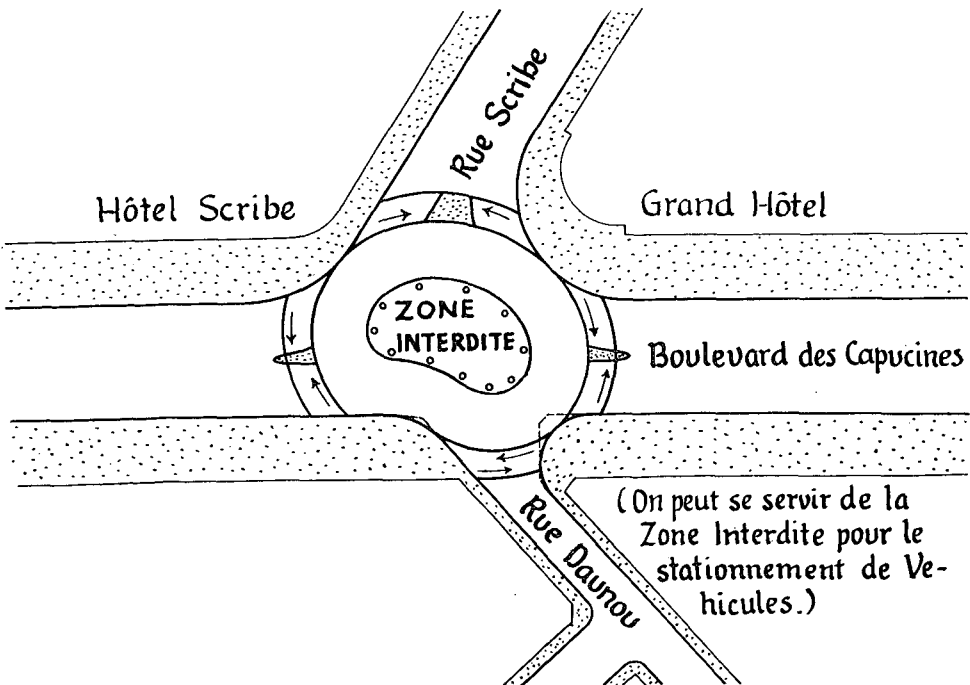 Rue Scribe
Hôtel Scribe
Grand Hôtel
ZONE
INTERDITE
Boulevard des Capucines
Rue Daunou
(On peut se servir de la
Zone Interdite pour le
stationnement de Ve-
hicules.)